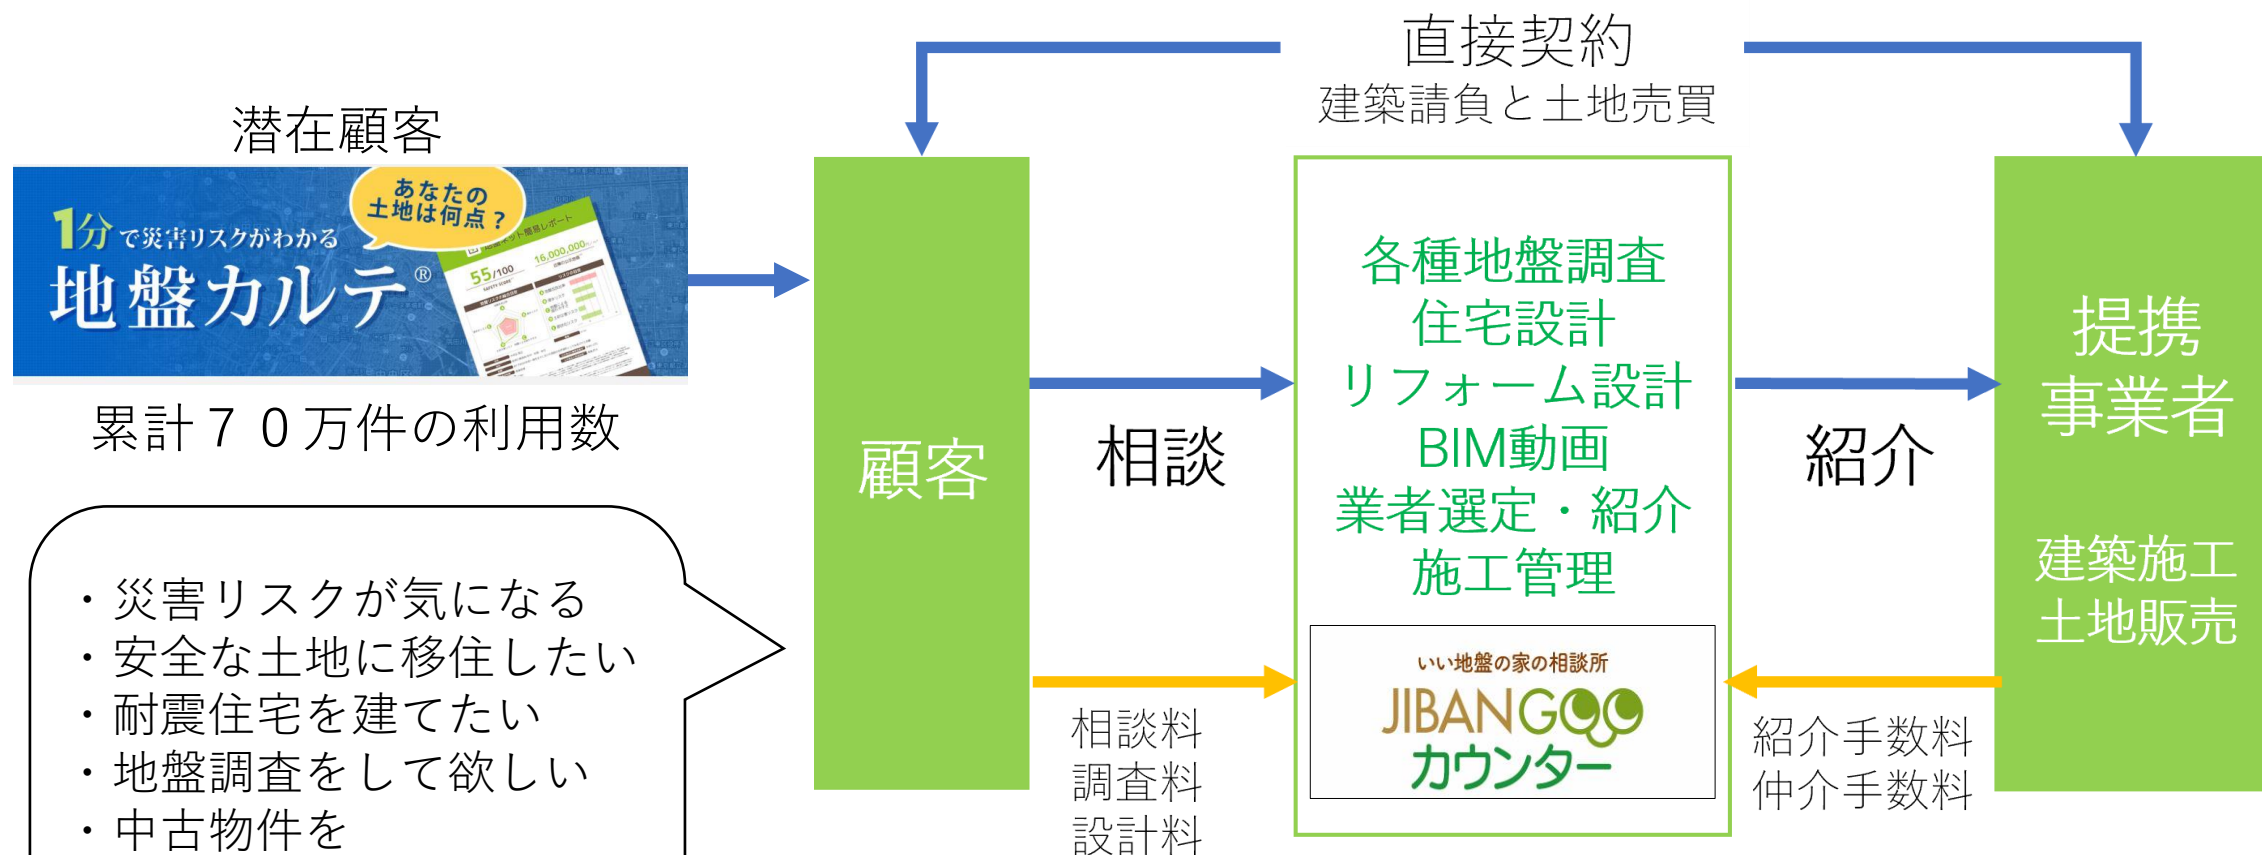 直接契約
建築請負と土地売買
潜在顧客
あなたの
土地は何点？
1分で災害リスクがわかる
地盤カルテ®
55/100
16,000,000
累計７０万件の利用数
・災害リスクが気になる
・安全な土地に移住したい
・耐震住宅を建てたい
・地盤調査をして欲しい
・中古物件を
顧客
相談
相談料
調査料
設計料
各種地盤調査
住宅設計
リフォーム設計
BIM動画
業者選定・紹介
施工管理
いい地盤の家の相談所
JIBANGOO
カウンター
紹介
紹介手数料
仲介手数料
提携
事業者
建築施工
土地販売